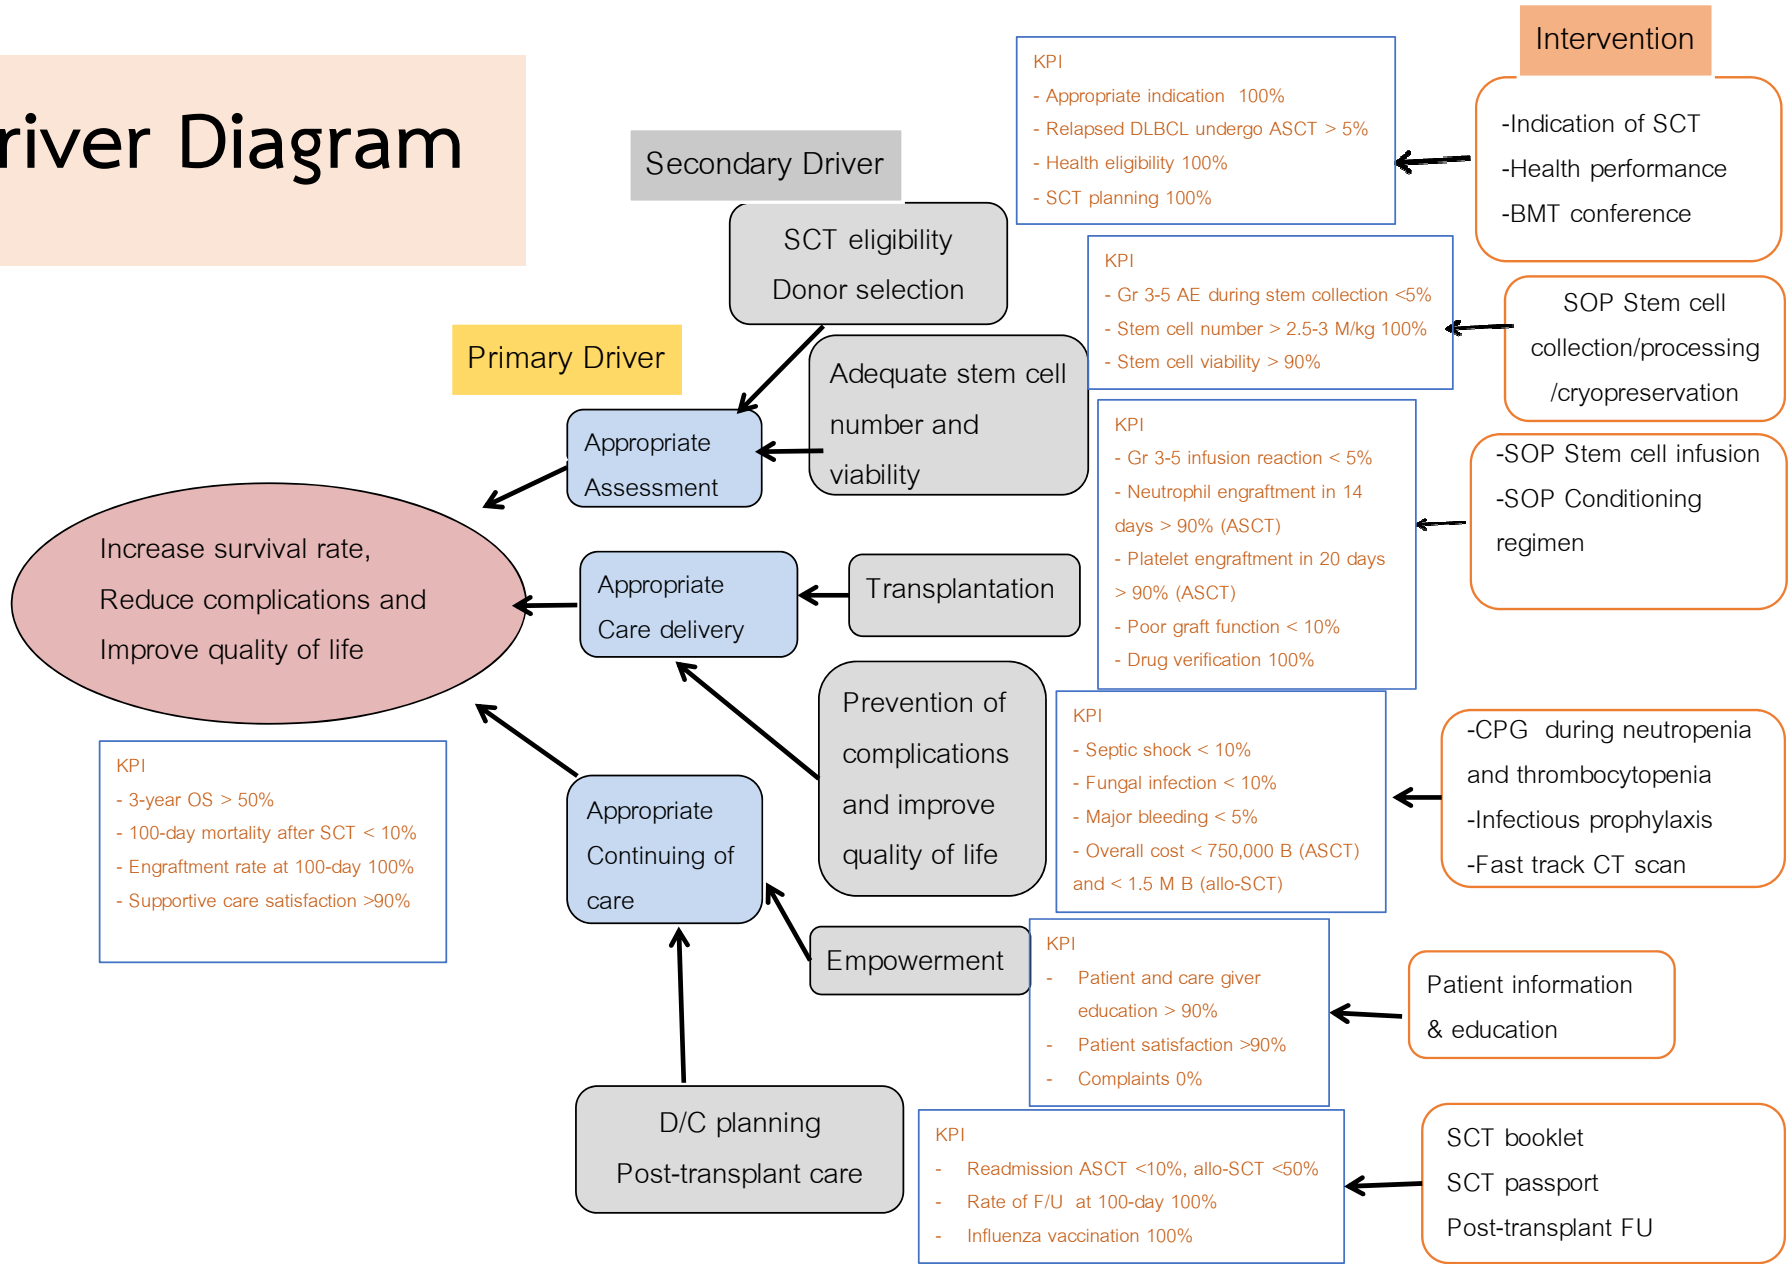 river Diagram
Intervention
Secondary Driver
Primary Driver
KPI
- Appropriate indication 100%
- Relapsed DLBCL undergo ASCT > 5%
- Health eligibility 100%
- SCT planning 100%
-Indication of SCT
-Health performance
-BMT conference
SCT eligibility
Donor selection
KPI
- Gr 3-5 AE during stem collection <5%
- Stem cell number > 2.5-3 M/kg 100%
- Stem cell viability > 90%
SOP Stem cell
collection/processing
/cryopreservation
Adequate stem cell
number and
viability
Appropriate
Assessment
KPI
- Gr 3-5 infusion reaction < 5%
- Neutrophil engraftment in 14
days > 90% (ASCT)
- Platelet engraftment in 20 days
> 90% (ASCT)
- Poor graft function < 10%
- Drug verification 100%
-SOP Stem cell infusion
-SOP Conditioning
regimen
Increase survival rate,
Reduce complications and
Improve quality of life
Appropriate
Care delivery
Transplantation
Prevention of
complications
and improve
quality of life
KPI
- Septic shock < 10%
- Fungal infection < 10%
- Major bleeding < 5%
- Overall cost < 750,000 B (ASCT)
and < 1.5 M B (allo-SCT)
-CPG during neutropenia
and thrombocytopenia
-Infectious prophylaxis
-Fast track CT scan
KPI
- 3-year OS > 50%
- 100-day mortality after SCT < 10%
- Engraftment rate at 100-day 100%
- Supportive care satisfaction >90%
Appropriate
Continuing of
care
Empowerment
KPI
- Patient and care giver
education > 90%
- Patient satisfaction >90%
- Complaints 0%
Patient information
& education
D/C planning
Post-transplant care
KPI
- Readmission ASCT <10%, allo-SCT <50%
- Rate of F/U at 100-day 100%
- Influenza vaccination 100%
SCT booklet
SCT passport
Post-transplant FU